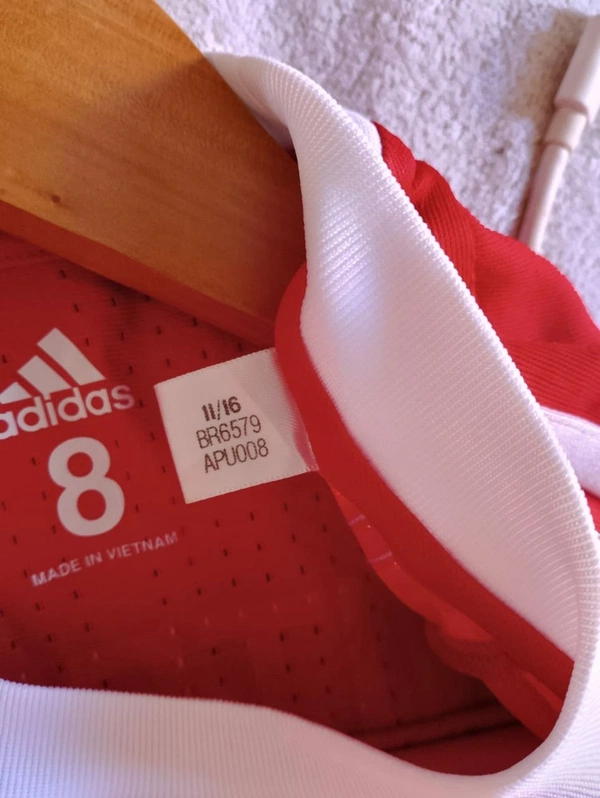 adidas
8
MADE IN VIETNAM
11/16
BR6579
APU008